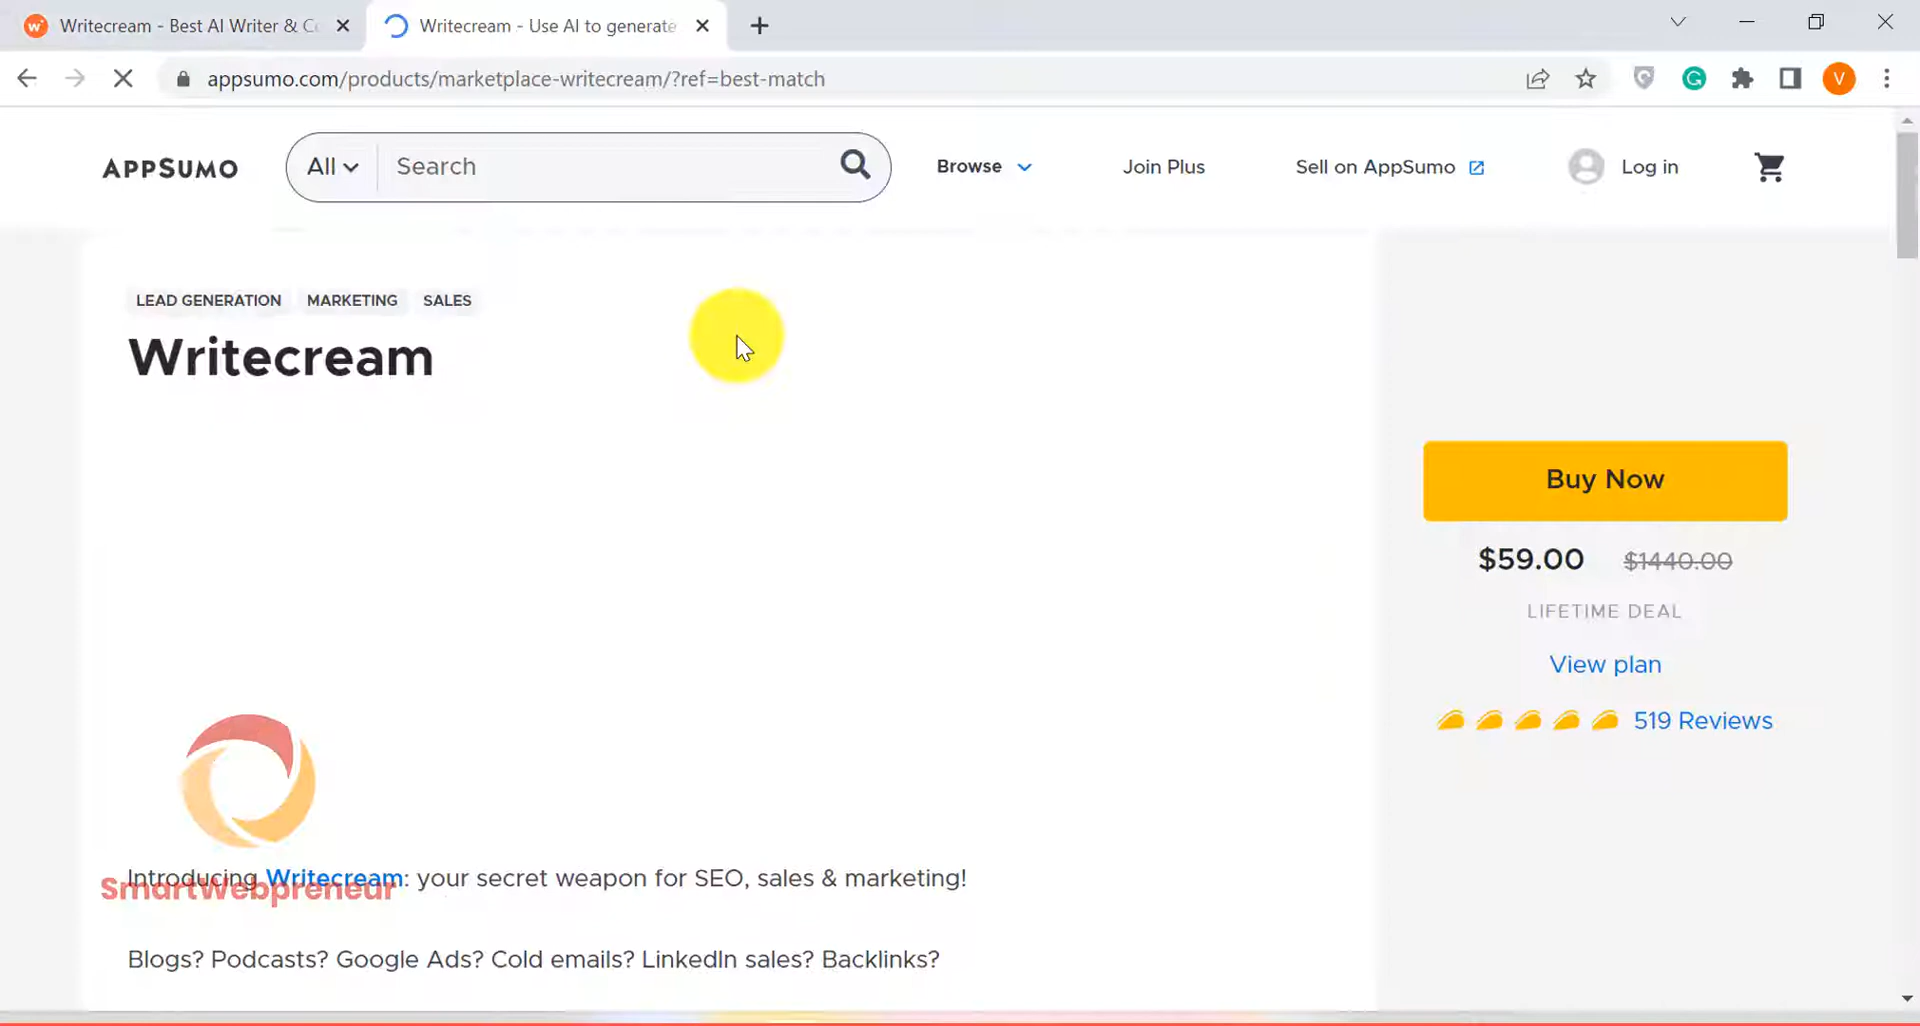 Writecream - Best AI Writer & Co
Writecream - Use AI to generate
appsumo.com/products/marketplace-writecream/?ref=best-match
V
APPSUMO
All
Search
Browse
Join Plus
Sell on AppSumo
Log in
LEAD GENERATION MARKETING SALES
Writecream
Buy Now
$59.00 $1440.00
LIFETIME DEAL
View plan
519 Reviews
Introducing Writecream: your secret weapon for SEO, sales & marketing!
SmartWebpreneur
Blogs? Podcasts? Google Ads? Cold emails? LinkedIn sales? Backlinks?